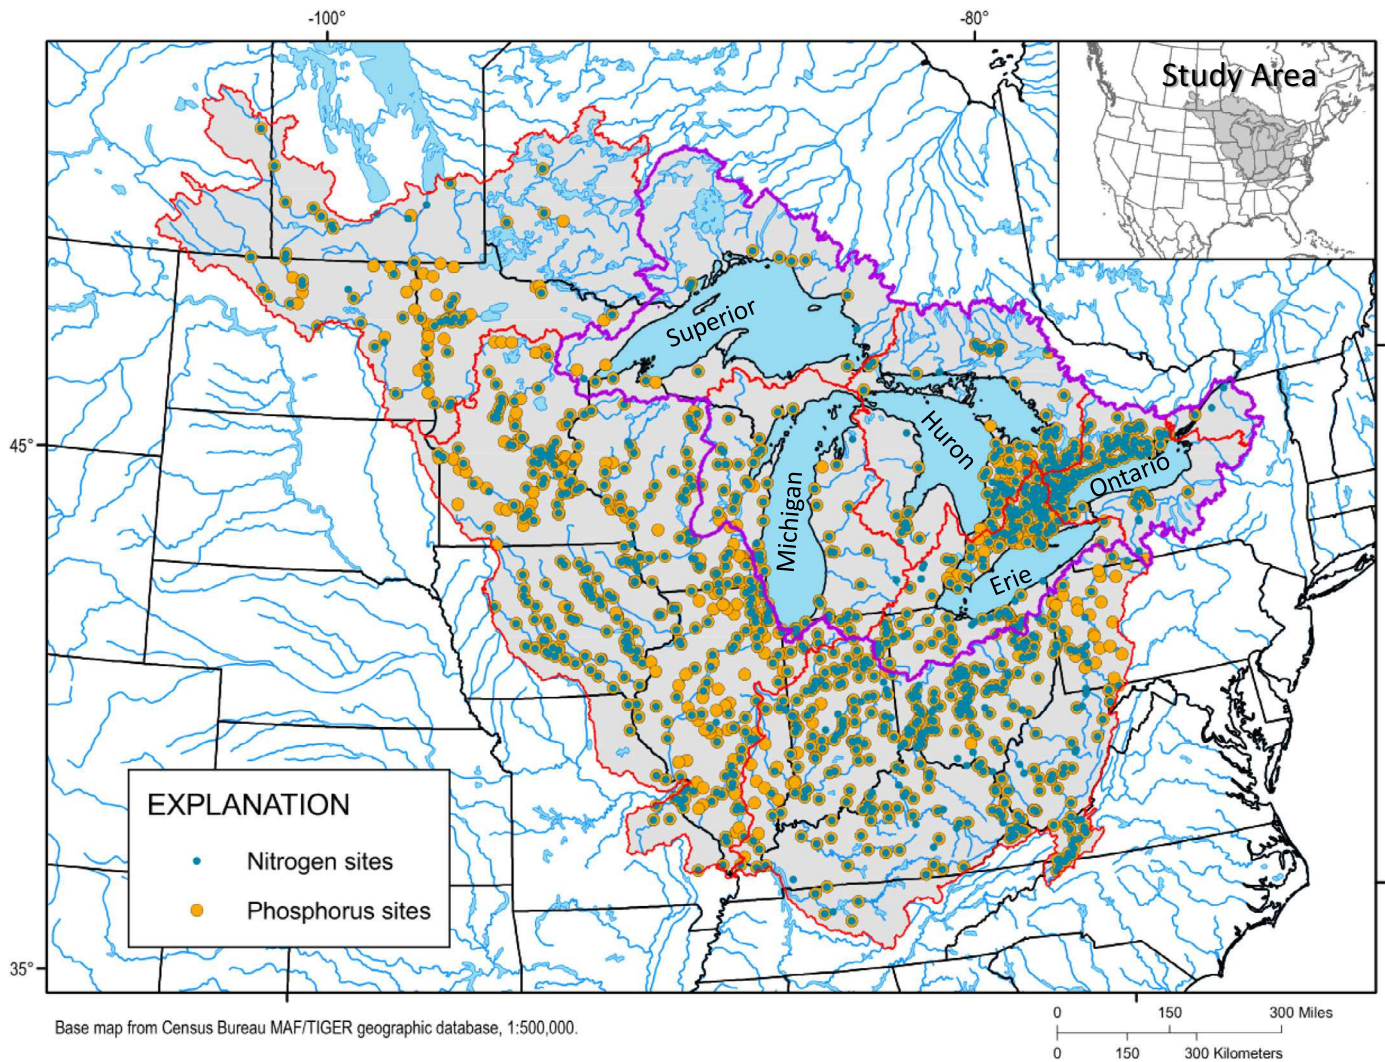 -100°
-80°
Study Area
Superior
Huron
45°
Ontario
Michigan
Erie
EXPLANATION
Nitrogen sites
Phosphorus sites
35°
0 150 300 Miles
Base map from Census Bureau MAF/TIGER geographic database, 1:500,000.
0 150 300 Kilometers